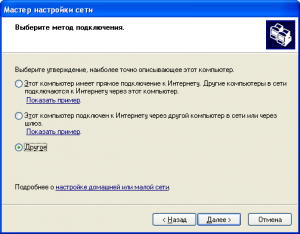 Мастер настройки сети
Выберите метод подключения.
Выберите утверждение, наиболее точно описывающее этот компьютер.
Этот компьютер имеет прямое подключение к Интернету. Другие компьютеры в сети
подключаются к Интернету через этот компьютер.
Показать пример.
Этот компьютер подключен к Интернету через другой компьютер в сети или через
шлюз.
Показать пример.
Другое
Подробнее о настройке домашней или малой сети.
< Назад
Далее >
Отмена